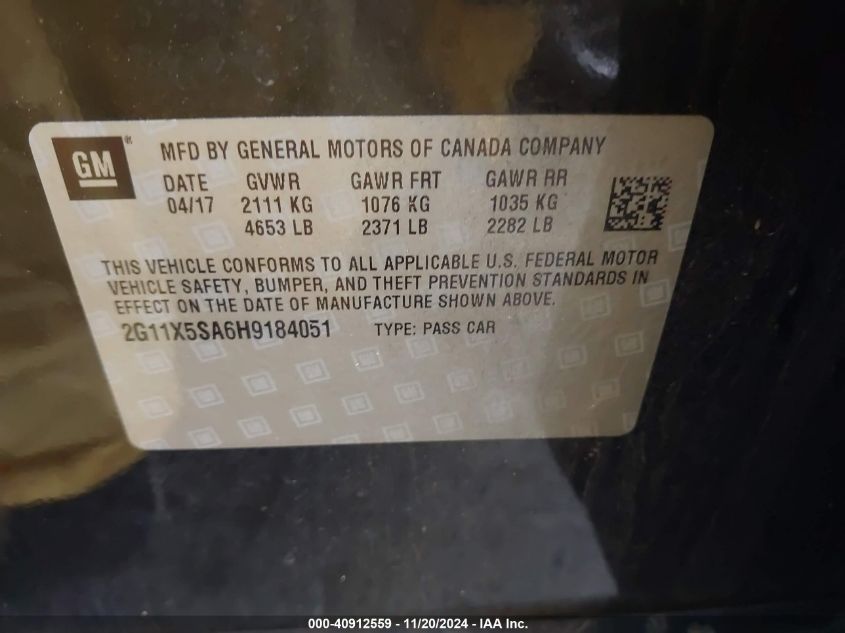 GM
MFD BY GENERAL MOTORS OF CANADA COMPANY
DATE GVWR GAWR FRT GAWR RR
04/17 2111 KG 1076 KG 1035 KG
4653 LB 2371 LB 2282 LB
THIS VEHICLE CONFORMS TO ALL APPLICABLE U.S. FEDERAL MOTOR
VEHICLE SAFETY, BUMPER, AND THEFT PREVENTION STANDARDS IN
EFFECT ON THE DATE OF MANUFACTURE SHOWN ABOVE.
2G11X5SA6H9184051 TYPE: PASS CAR
000-40912559 - 11/20/2024 - IAA Inc.